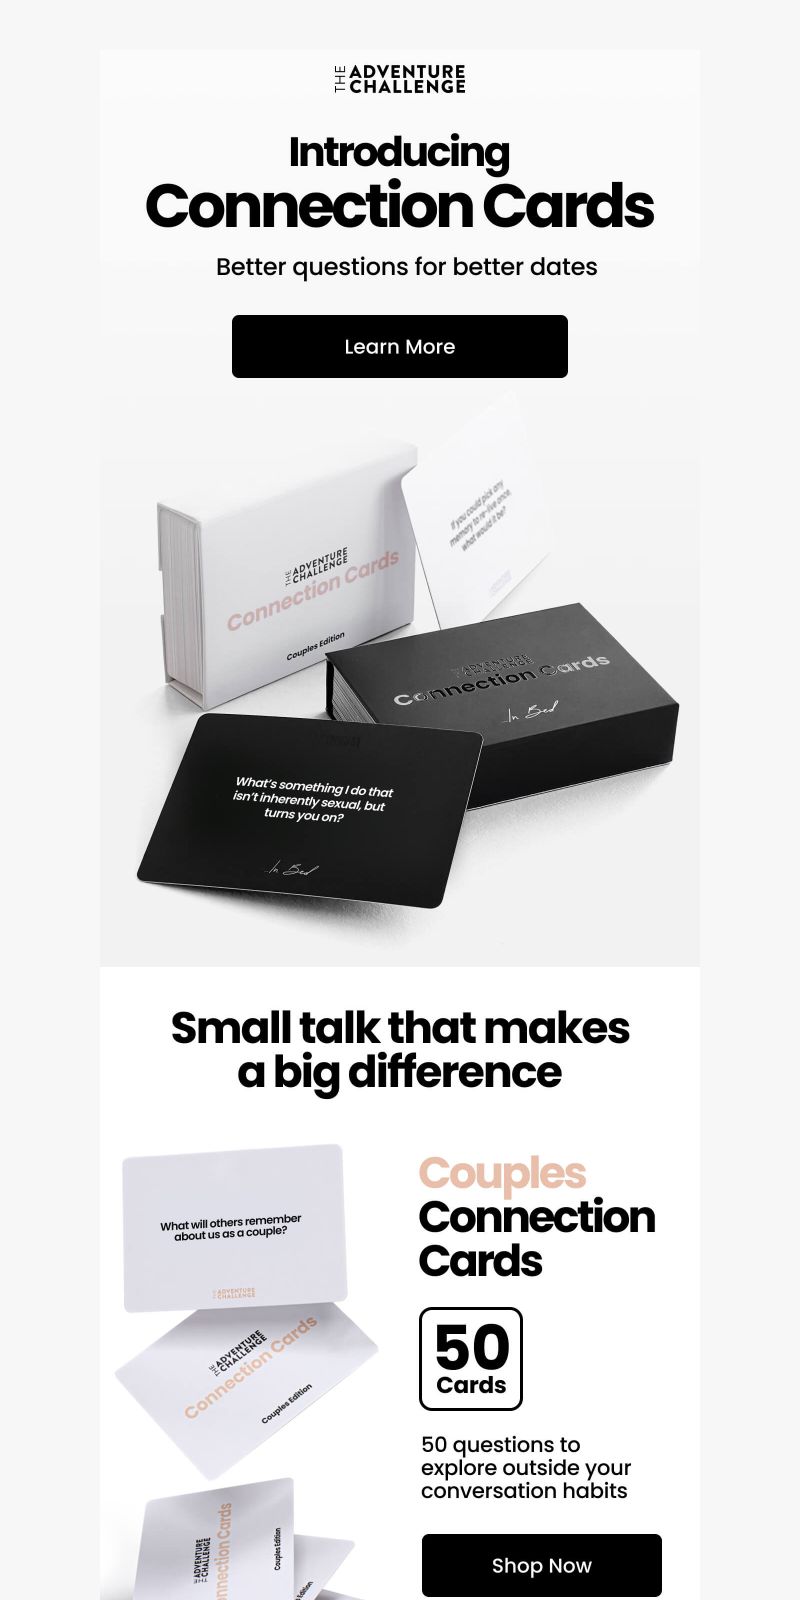 THE ADVENTURE
CHALLENGE
Introducing
Connection Cards
Better questions for better dates
Learn More
If you could pick any
memory to re-live once,
what would it be?
THE ADVENTURE
CHALLENGE
Connection Cards
Couples Edition
THE ADVENTURE
CHALLENGE
Connection Cards
In Bed
What's something I do that
isn't inherently sexual, but
turns you on?
In Bed
Small talk that makes
a big difference
What will others remember
about us as a couple?
THE ADVENTURE
CHALLENGE
THE ADVENTURE
CHALLENGE
Connection Cards
Couples Edition
THE ADVENTURE
CHALLENGE
Connection Cards
Couples Edition
Couples
Connection
Cards
50
Cards
50 questions to
explore outside your
conversation habits
Shop Now